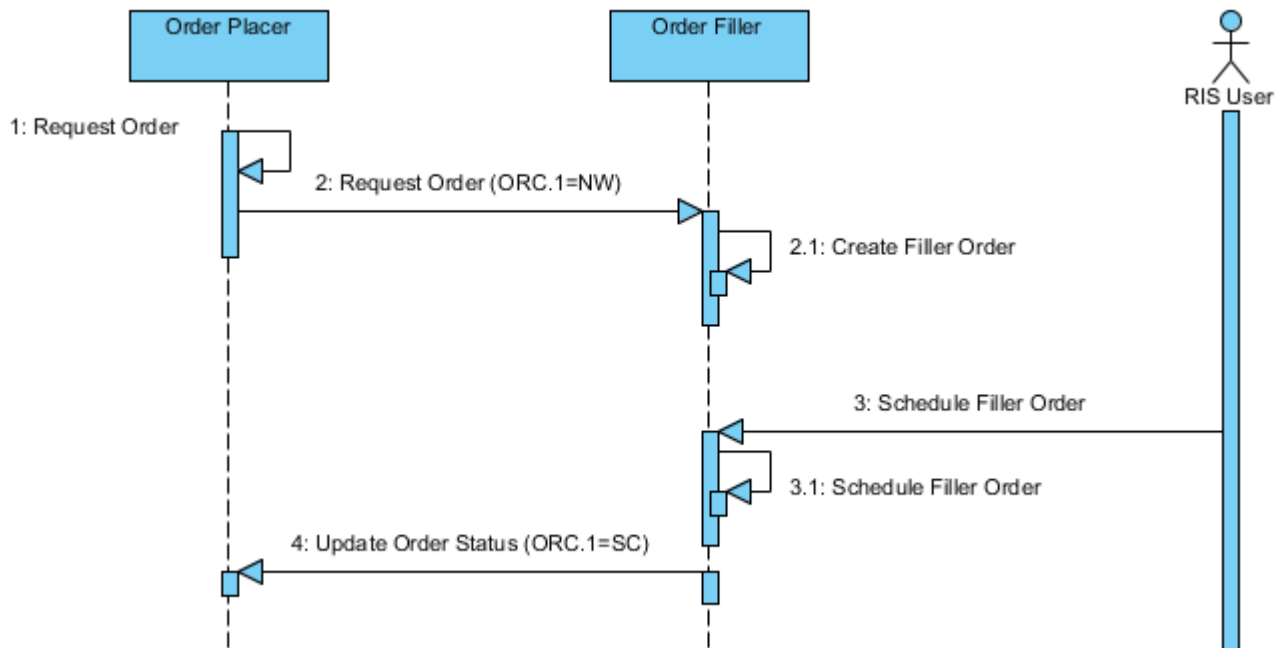 Order Placer
Order Filler
RIS User
1: Request Order
2: Request Order (ORC.1=NW)
2.1: Create Filler Order
3: Schedule Filler Order
3.1: Schedule Filler Order
4: Update Order Status (ORC.1=SC)